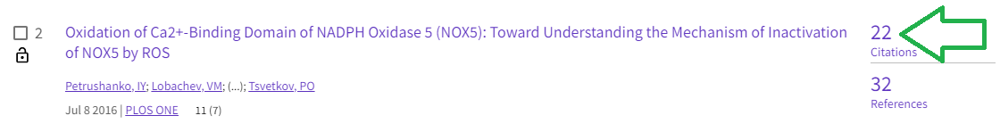 2
Oxidation of Ca2+-Binding Domain of NADPH Oxidase 5 (NOX5): Toward Understanding the Mechanism of Inactivation
of NOX5 by ROS
Petrushanko, IY; Lobachev, VM; (...); Tsvetkov, PO
Jul 8 2016 | PLOS ONE 11 (7)
22
Citations
32
References